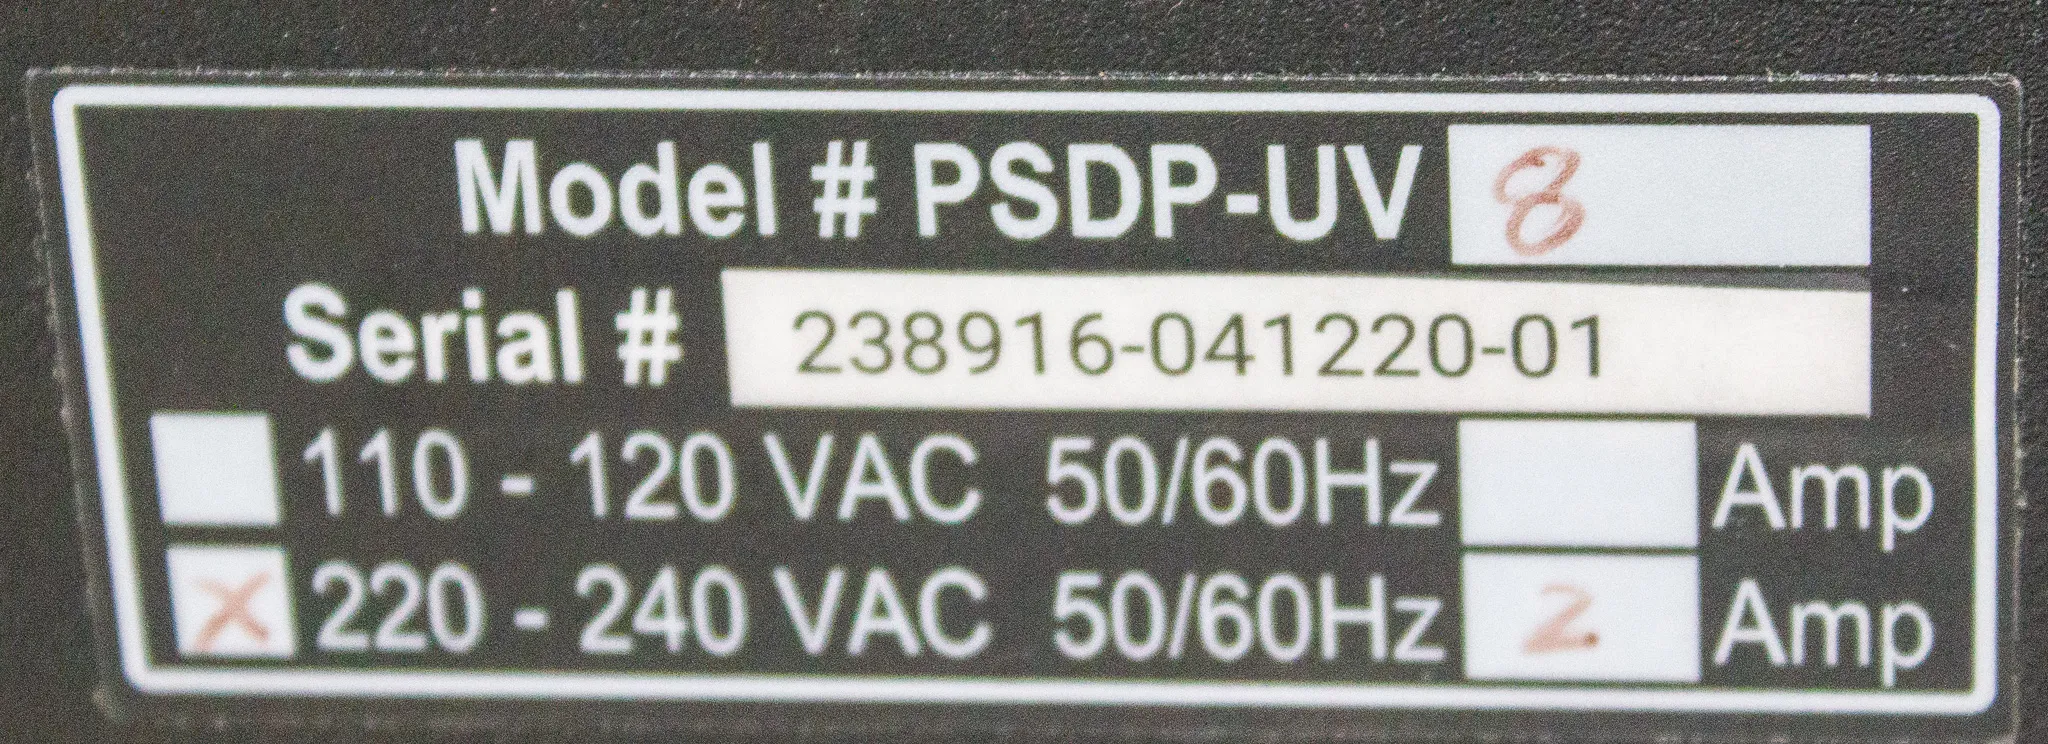 Model # PSDP-UV 8
Serial # 238916-041220-01
110 - 120 VAC 50/60Hz Amp
X 220 - 240 VAC 50/60Hz 2 Amp